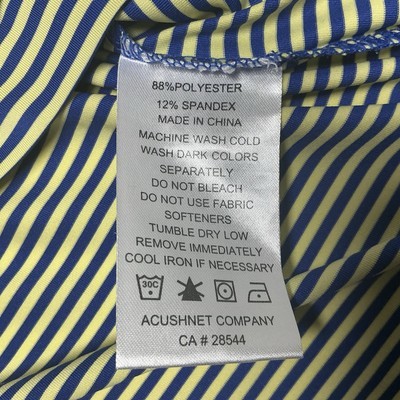 88%POLYESTER
12% SPANDEX
MADE IN CHINA
MACHINE WASH COLD
WASH DARK COLORS
SEPARATELY
DO NOT BLEACH
DO NOT USE FABRIC
SOFTENERS
TUMBLE DRY LOW
REMOVE IMMEDIATELY
COOL IRON IF NECESSARY
30C
ACUSHNET COMPANY
CA # 28544